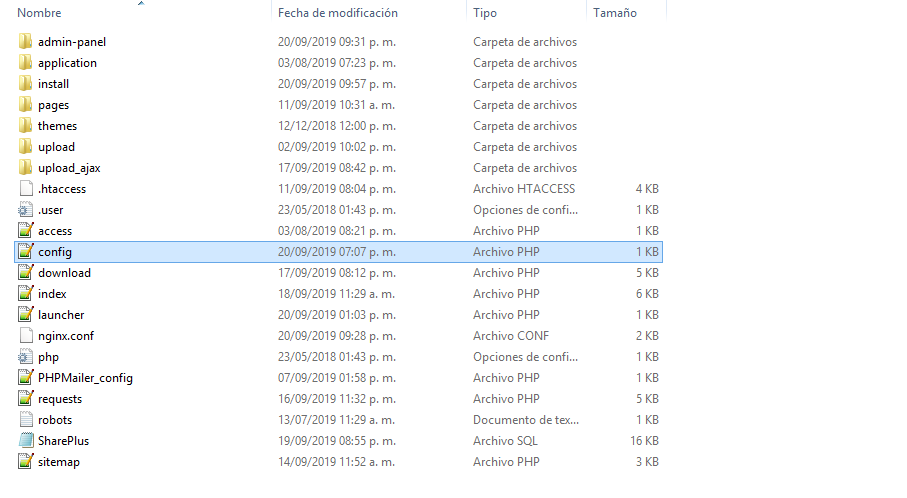 Nombre Fecha de modificación Tipo Tamaño
admin-panel 20/09/2019 09:31 p. m. Carpeta de archivos
application 03/08/2019 07:23 p. m. Carpeta de archivos
install 20/09/2019 09:57 p. m. Carpeta de archivos
pages 11/09/2019 10:31 a. m. Carpeta de archivos
themes 12/12/2018 12:00 p. m. Carpeta de archivos
upload 02/09/2019 10:02 p. m. Carpeta de archivos
upload_ajax 17/09/2019 08:42 p. m. Carpeta de archivos
.htaccess 11/09/2019 08:04 p. m. Archivo HTACCESS 4 KB
.user 23/05/2018 01:43 p. m. Opciones de confi... 1 KB
access 03/08/2019 08:21 p. m. Archivo PHP 1 KB
config 20/09/2019 07:07 p. m. Archivo PHP 1 KB
download 17/09/2019 08:12 p. m. Archivo PHP 5 KB
index 18/09/2019 11:29 a. m. Archivo PHP 6 KB
launcher 20/09/2019 01:03 p. m. Archivo PHP 1 KB
nginx.conf 20/09/2019 09:28 p. m. Archivo CONF 2 KB
php 23/05/2018 01:43 p. m. Opciones de confi... 1 KB
PHPMailer_config 07/09/2019 01:58 p. m. Archivo PHP 1 KB
requests 16/09/2019 11:32 p. m. Archivo PHP 5 KB
robots 13/07/2019 11:29 a. m. Documento de tex... 1 KB
SharePlus 19/09/2019 08:55 p. m. Archivo SQL 16 KB
sitemap 14/09/2019 11:52 a. m. Archivo PHP 3 KB